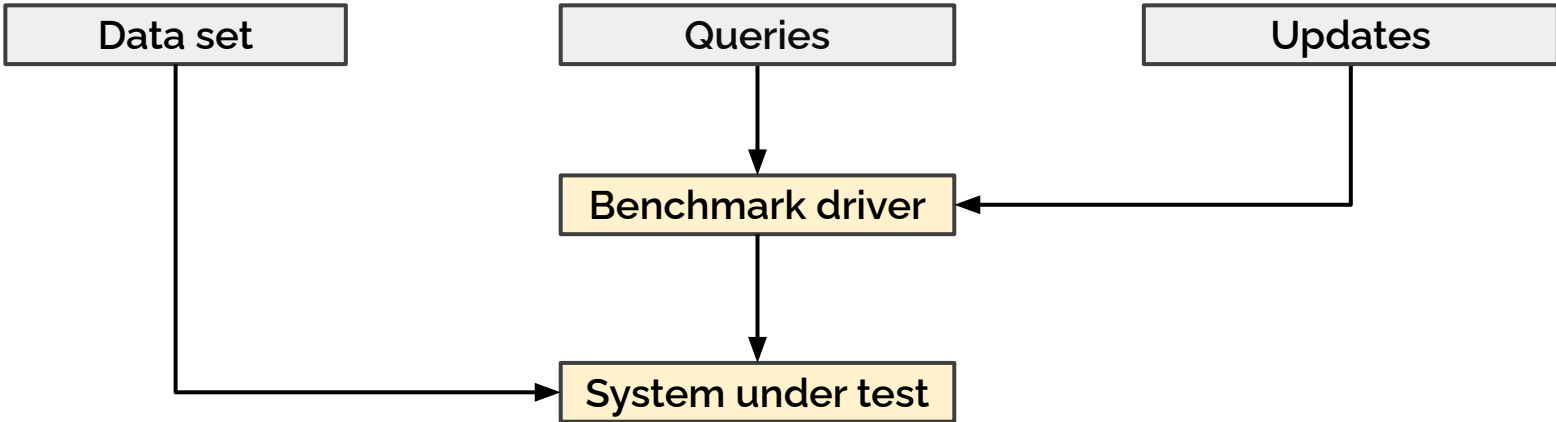 Data set
Queries
Updates
Benchmark driver
System under test